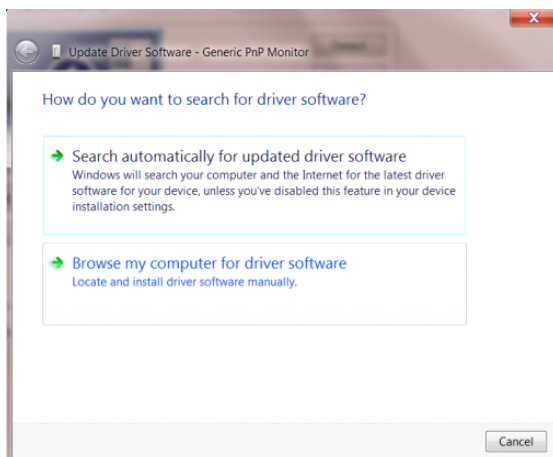 Update Driver Software - Generic PnP Monitor
How do you want to search for driver software?
Search automatically for updated driver software
Windows will search your computer and the Internet for the latest driver
software for your device, unless you've disabled this feature in your device
installation settings.
Browse my computer for driver software
Locate and install driver software manually.
Cancel